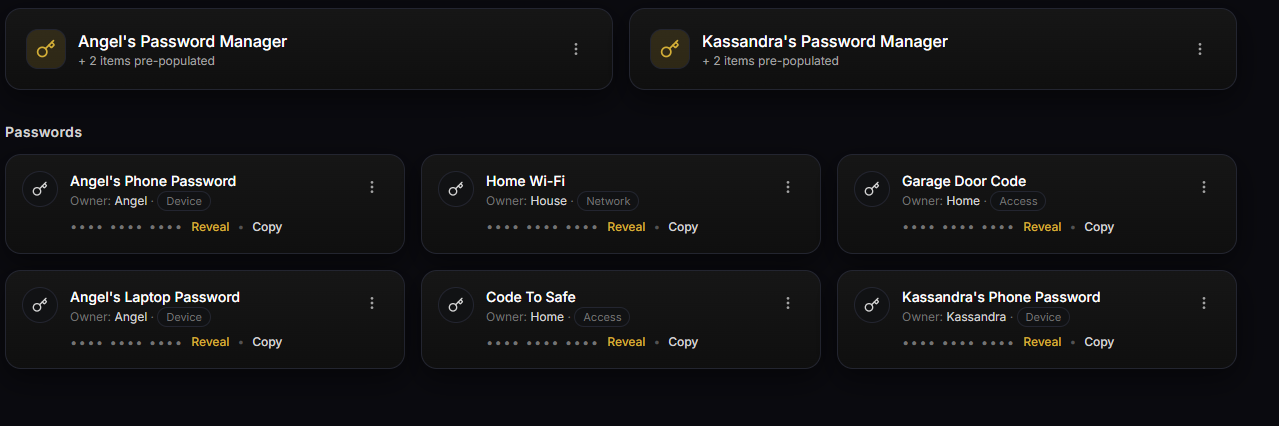 Angel's Password Manager
+ 2 items pre-populated
Kassandra's Password Manager
+ 2 items pre-populated
Passwords
Angel's Phone Password
Owner: Angel · Device
•••• •••• •••• Reveal • Copy
Home Wi-Fi
Owner: House · Network
•••• •••• •••• Reveal • Copy
Garage Door Code
Owner: Home · Access
•••• •••• •••• Reveal • Copy
Angel's Laptop Password
Owner: Angel · Device
•••• •••• •••• Reveal • Copy
Code To Safe
Owner: Home · Access
•••• •••• •••• Reveal • Copy
Kassandra's Phone Password
Owner: Kassandra · Device
•••• •••• •••• Reveal • Copy